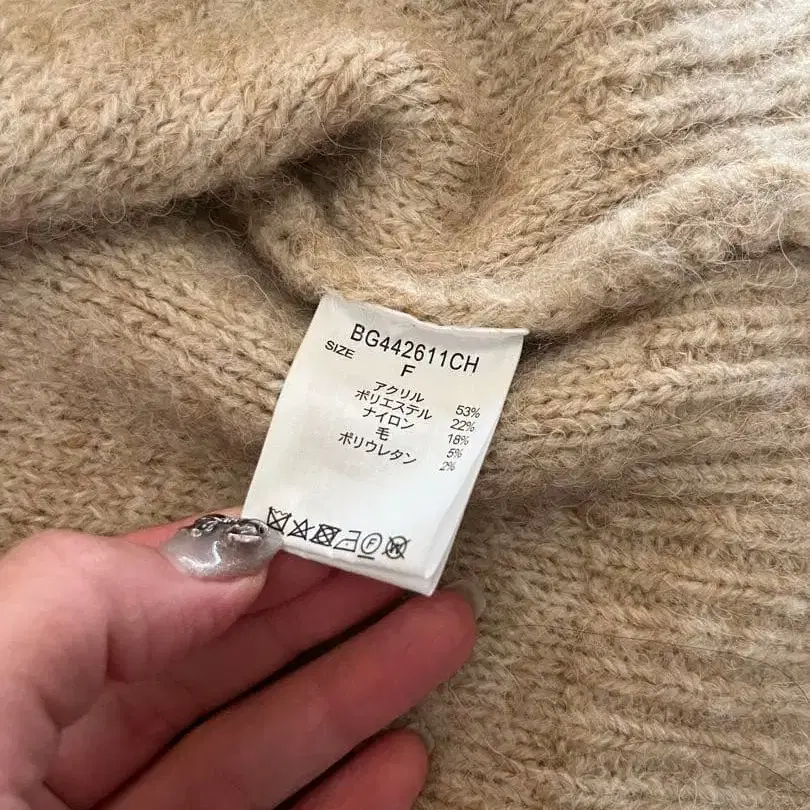 BG442611CH
SIZE F
アクリル 53%
ポリエステル 22%
ナイロン 18%
毛 5%
ポリウレタン 2%
F W